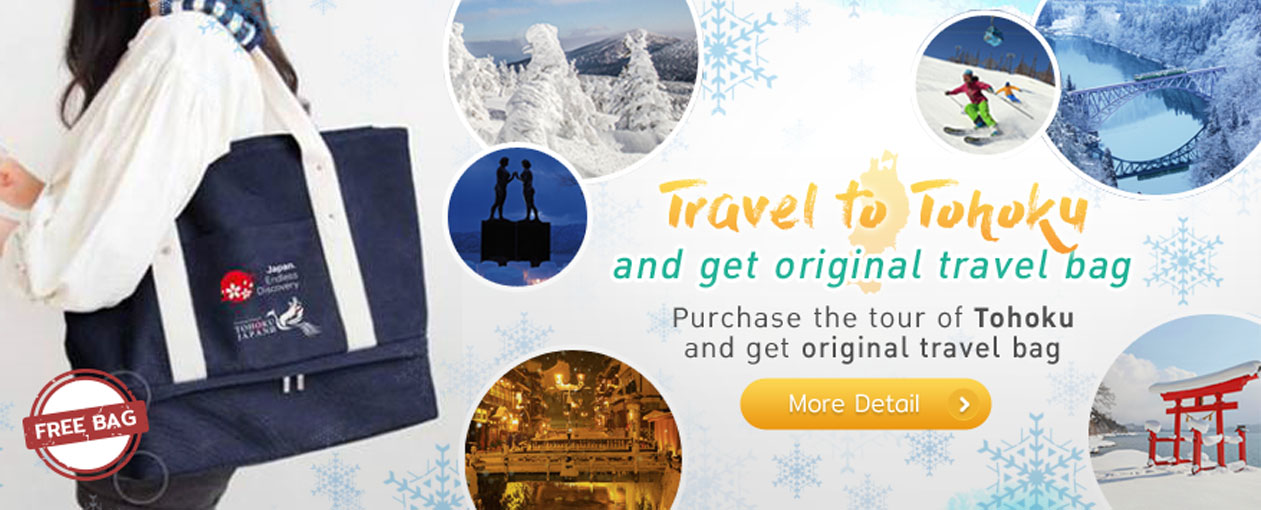 Japan.
Endless
Discovery
TOHOKU
JAPAN
FREE BAG
Travel to Tohoku
and get original travel bag
Purchase the tour of Tohoku
and get original travel bag
More Detail